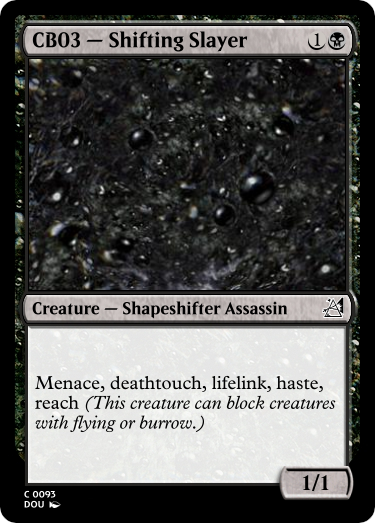 CB03 — Shifting Slayer 1
Creature — Shapeshifter Assassin
Menace, deathtouch, lifelink, haste,
reach (This creature can block creatures
with flying or burrow.)
1/1
C 0093
DOU